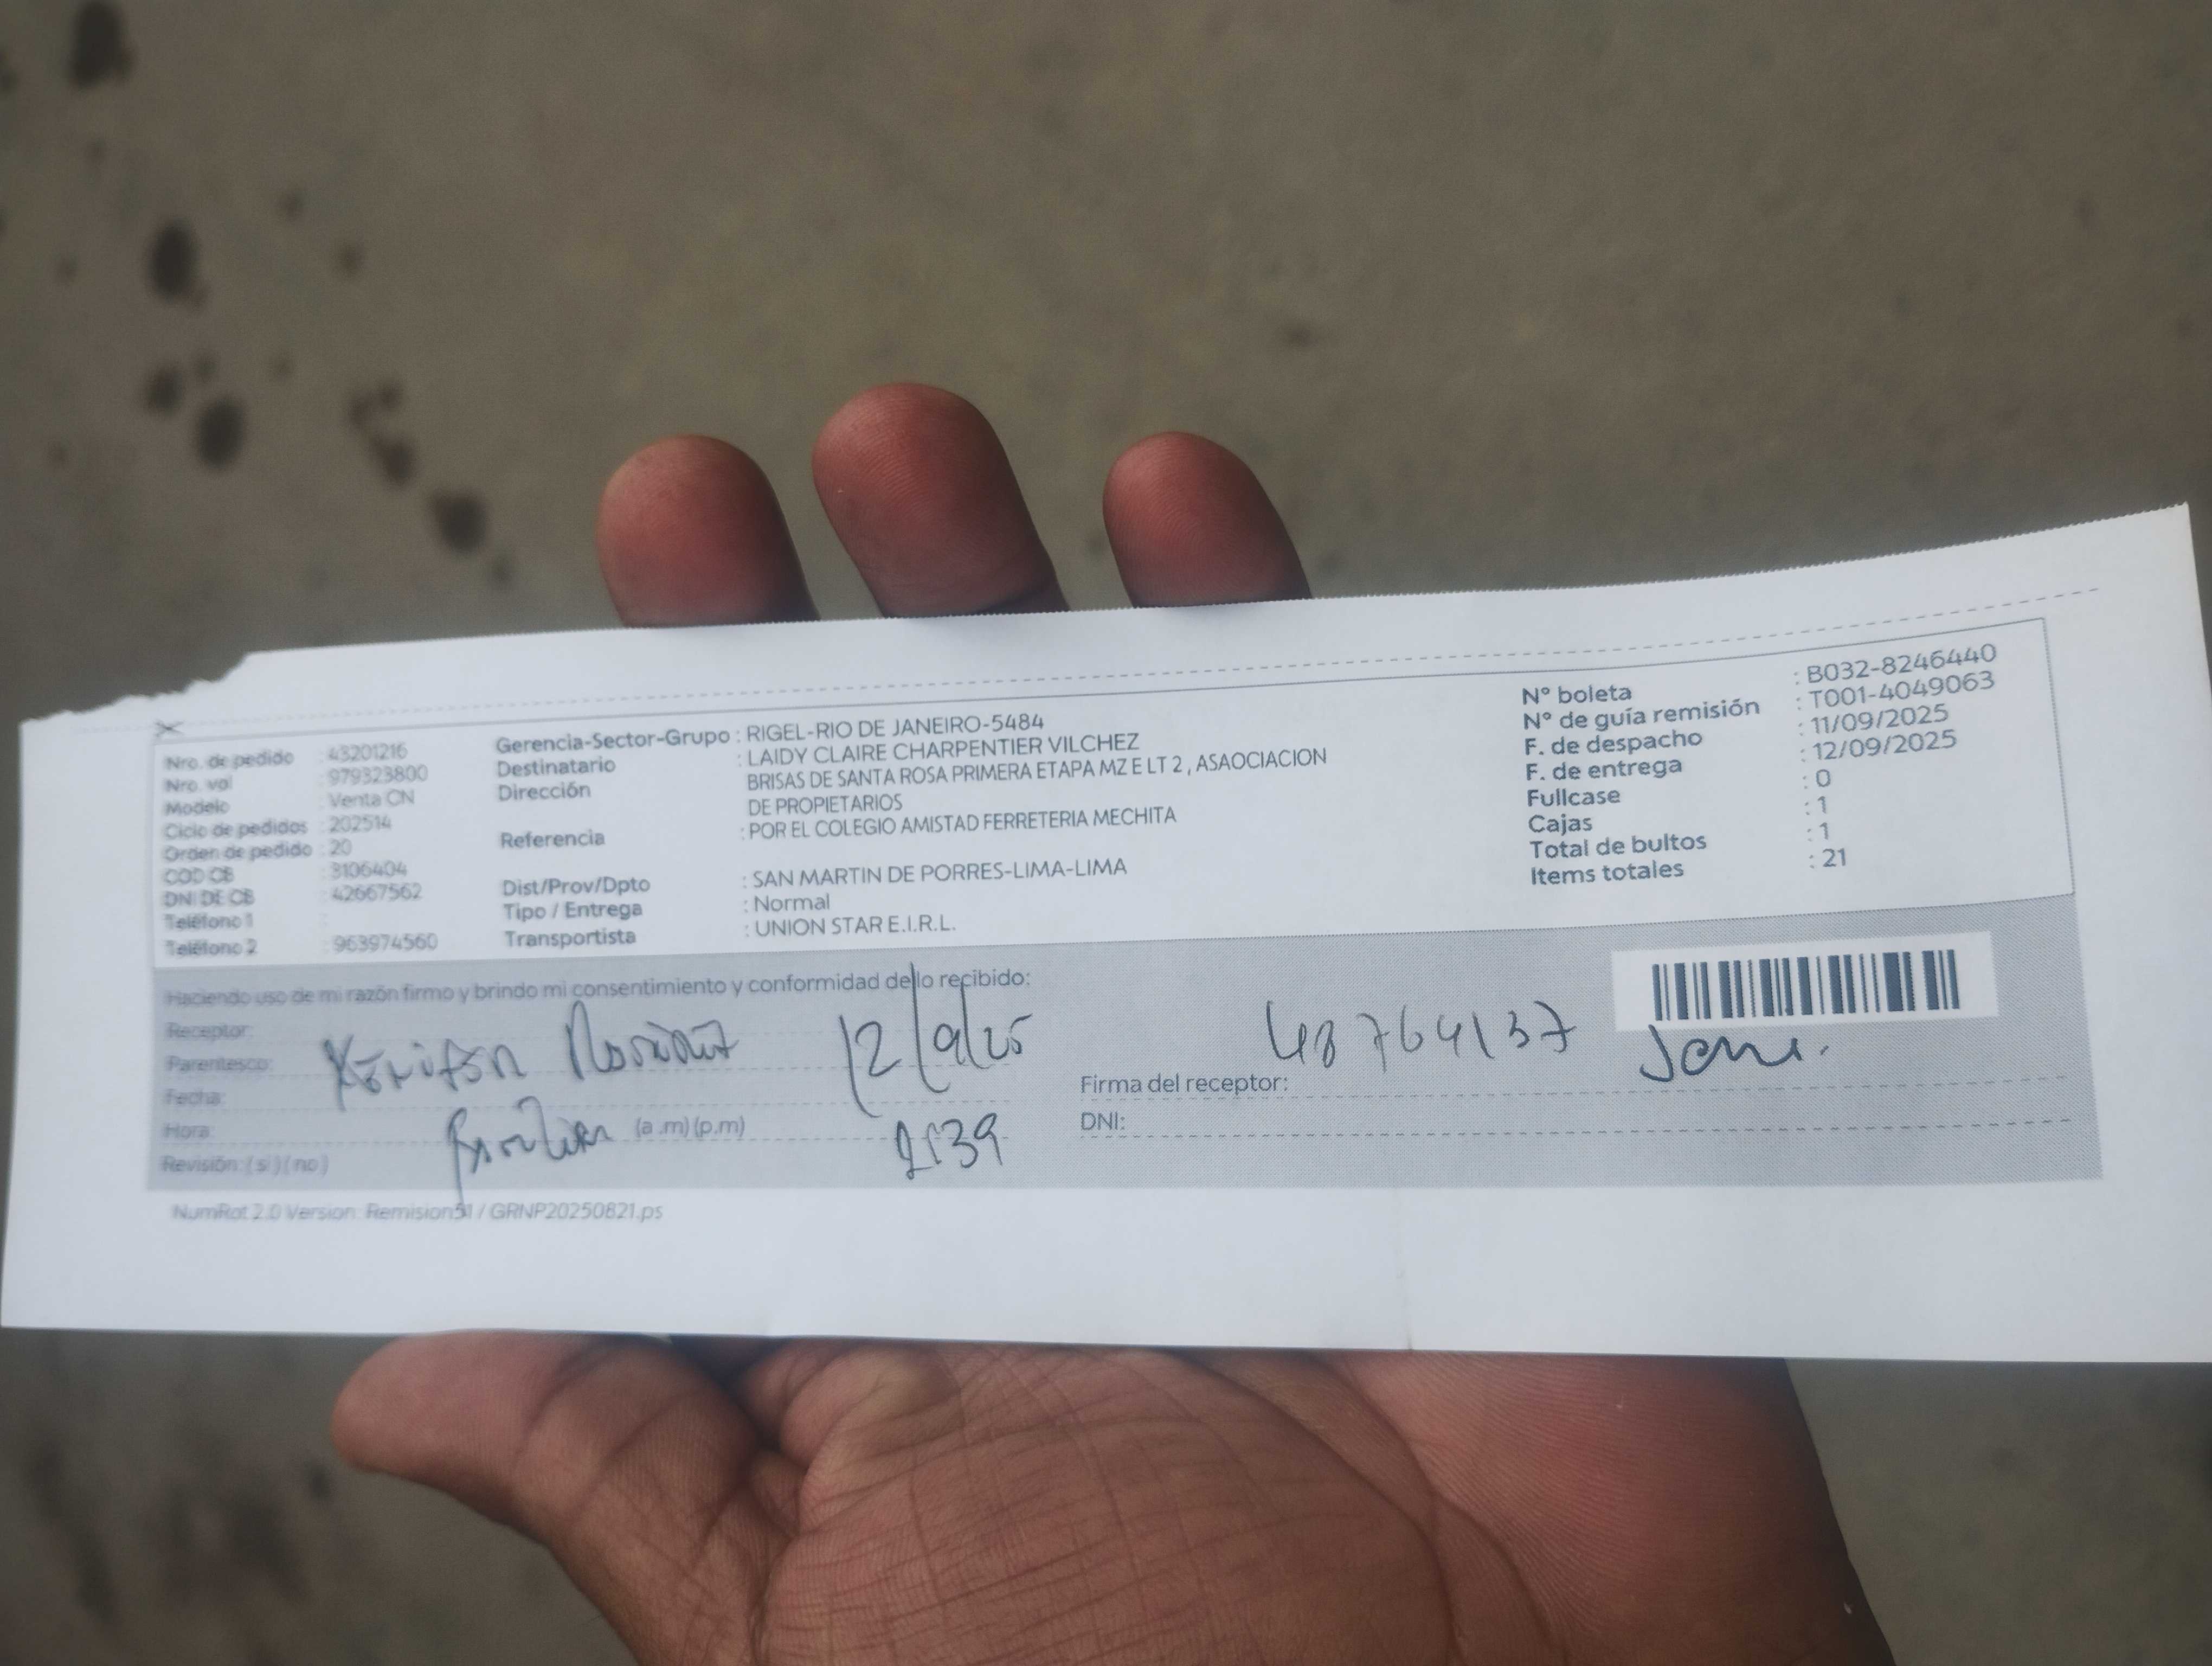 Nro. de pedido : 43201216
Nro. val : 979323800
Modelo : Venta CN
Ciclo de pedidos : 202514
Orden de pedido : 20
COD CB : 3106404
DNI DE CB : 42667562
Teléfono 1 :
Teléfono 2 : 963974560
Gerencia-Sector-Grupo : RIGEL-RIO DE JANEIRO-5484
Destinatario : LAIDY CLAIRE CHARPENTIER VILCHEZ
Dirección BRISAS DE SANTA ROSA PRIMERA ETAPA MZ E LT 2 , ASAOCIACION
DE PROPIETARIOS
Referencia : POR EL COLEGIO AMISTAD FERRETERIA MECHITA
Dist/Prov/Dpto : SAN MARTIN DE PORRES-LIMA-LIMA
Tipo / Entrega : Normal
Transportista : UNION STAR E.I.R.L.
N° boleta : B032-8246440
N° de guía remisión : T001-4049063
F. de despacho : 11/09/2025
F. de entrega : 12/09/2025
Fullcase : 0
Cajas : 1
Total de bultos : 1
Items totales : 21
Haciendo uso de mi razón firmo y brindo mi consentimiento y conformidad de lo recibido:
Receptor:
Parentesco:
12/9/25
Fecha:
Hora: (a .m) (p.m)
Revisión: ( si ) ( no )
48764137
Firma del receptor:
DNI:
NumRot 2.0 Version: Remision51 / GRNP20250821.ps